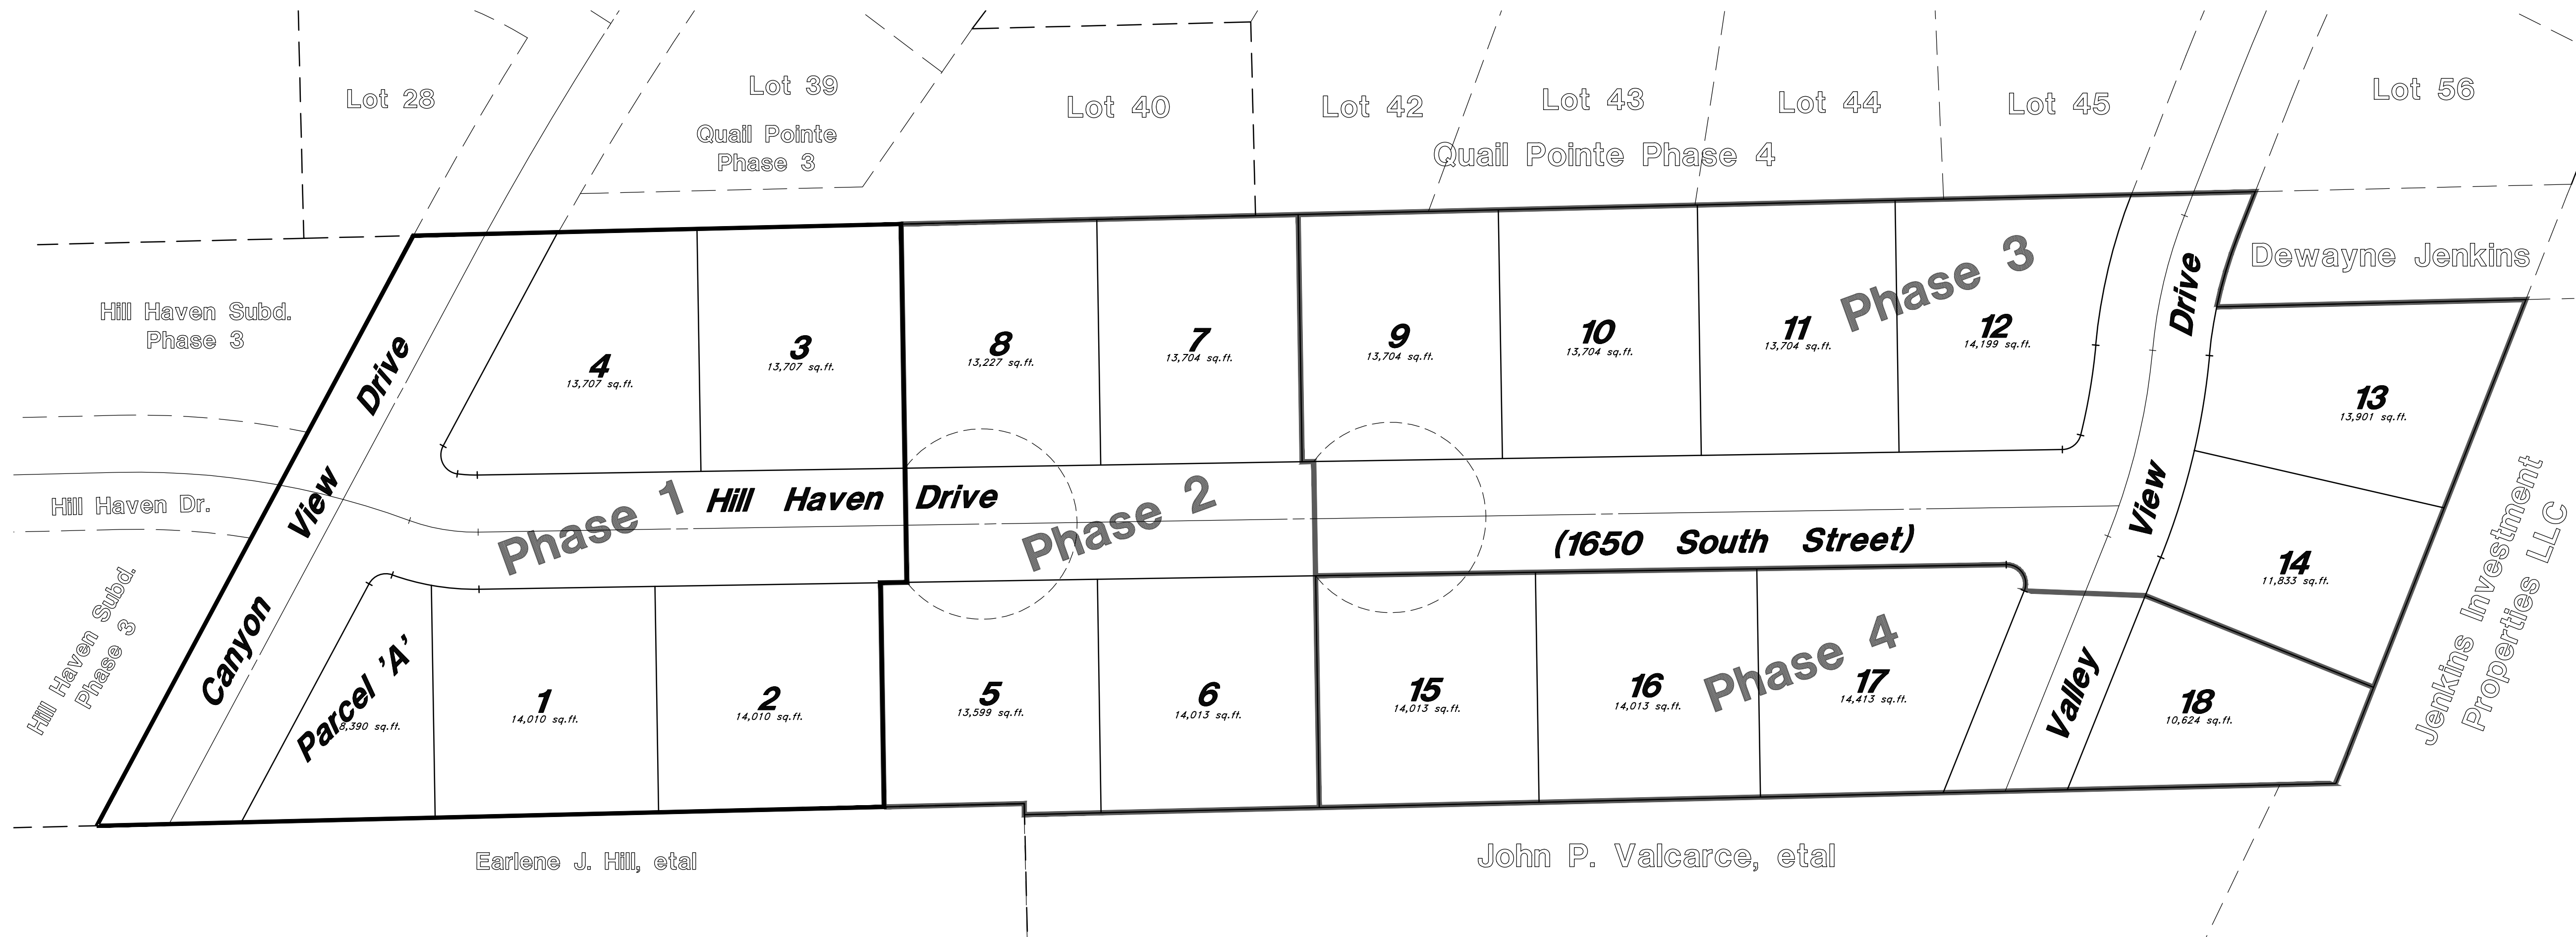 Lot 28
Lot 39
Quail Pointe
Phase 3
Lot 40
Lot 42
Lot 43
Lot 44
Lot 45
Lot 56
Quail Pointe Phase 4
Hill Haven Subd.
Phase 3
Dewayne Jenkins
Phase 3
4
13,707 sq.ft.
3
13,707 sq.ft.
8
13,227 sq.ft.
7
13,704 sq.ft.
9
13,704 sq.ft.
10
13,704 sq.ft.
11
13,704 sq.ft.
12
14,199 sq.ft.
13
13,901 sq.ft.
14
11,833 sq.ft.
Canyon View Drive
Hill Haven Dr.
Phase 1
Hill Haven Drive
Phase 2
(1650 South Street)
Valley View Drive
Hill Haven Subd.
Phase 3
Parcel 'A'
8,390 sq.ft.
1
14,010 sq.ft.
2
14,010 sq.ft.
5
13,599 sq.ft.
6
14,013 sq.ft.
15
14,013 sq.ft.
16
14,013 sq.ft.
Phase 4
17
14,413 sq.ft.
18
10,624 sq.ft.
Jenkins Investment
Properties LLC
Earlene J. Hill, etal
John P. Valcarce, etal